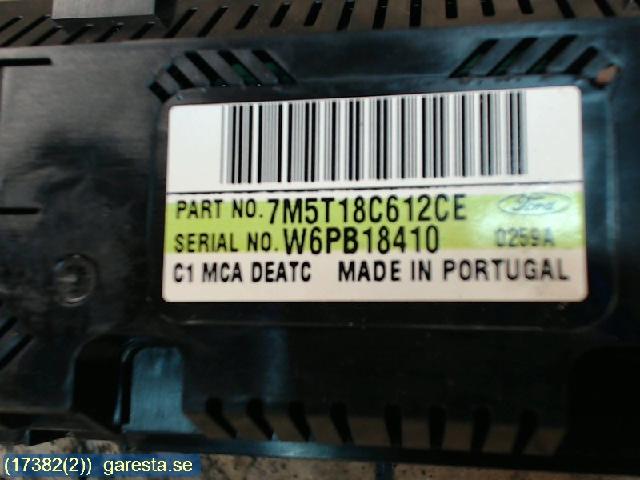 PART NO. 7M5T18C612CE Ford
SERIAL NO. W6PB18410 0259A
C1 MCA DEATC MADE IN PORTUGAL
(17382(2)) garesta.se